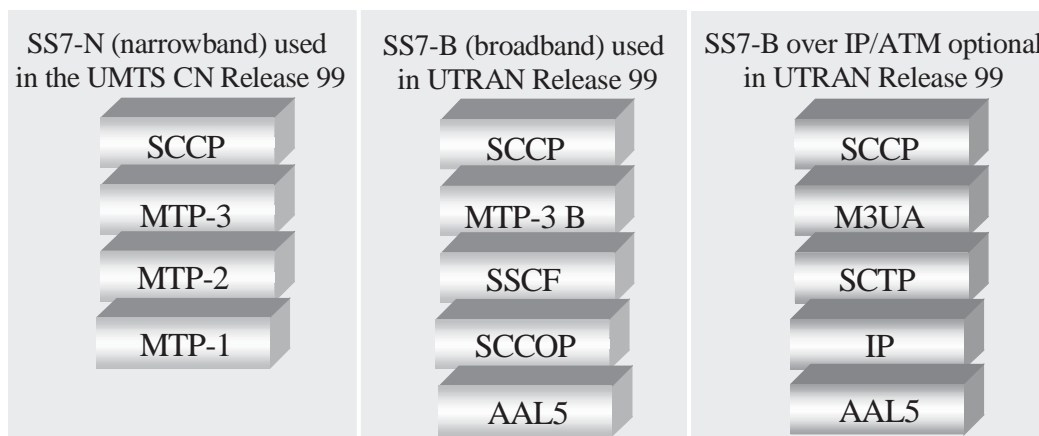 SS7-N (narrowband) used
in the UMTS CN Release 99
SCCP
MTP-3
MTP-2
MTP-1
SS7-B (broadband) used
in UTRAN Release 99
SCCP
MTP-3 B
SSCF
SCCOP
AAL5
SS7-B over IP/ATM optional
in UTRAN Release 99
SCCP
M3UA
SCTP
IP
AAL5